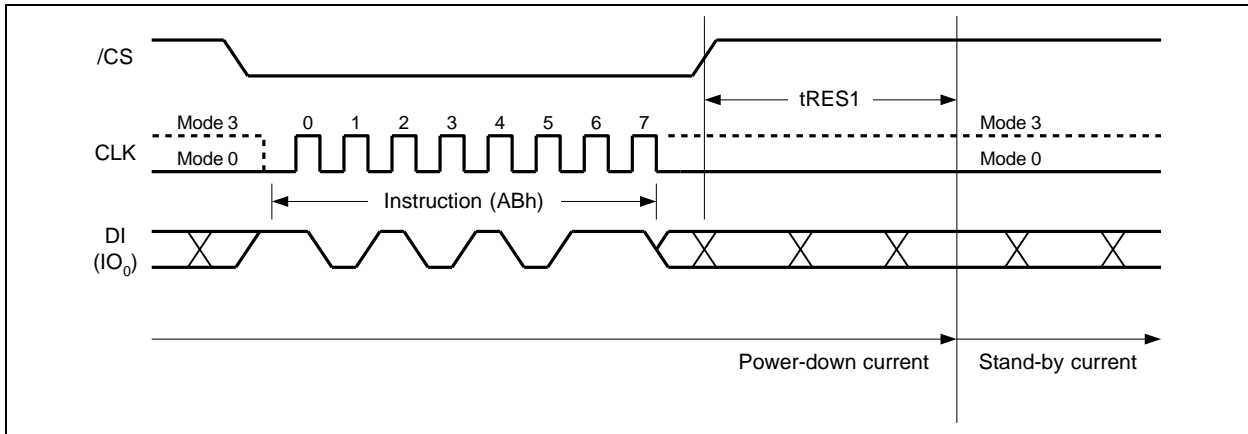 /CS
tRES1
Mode 3 0 1 2 3 4 5 6 7 Mode 3
CLK
Mode 0 Mode 0
Instruction (ABh)
DI
(IO0)
Power-down current Stand-by current